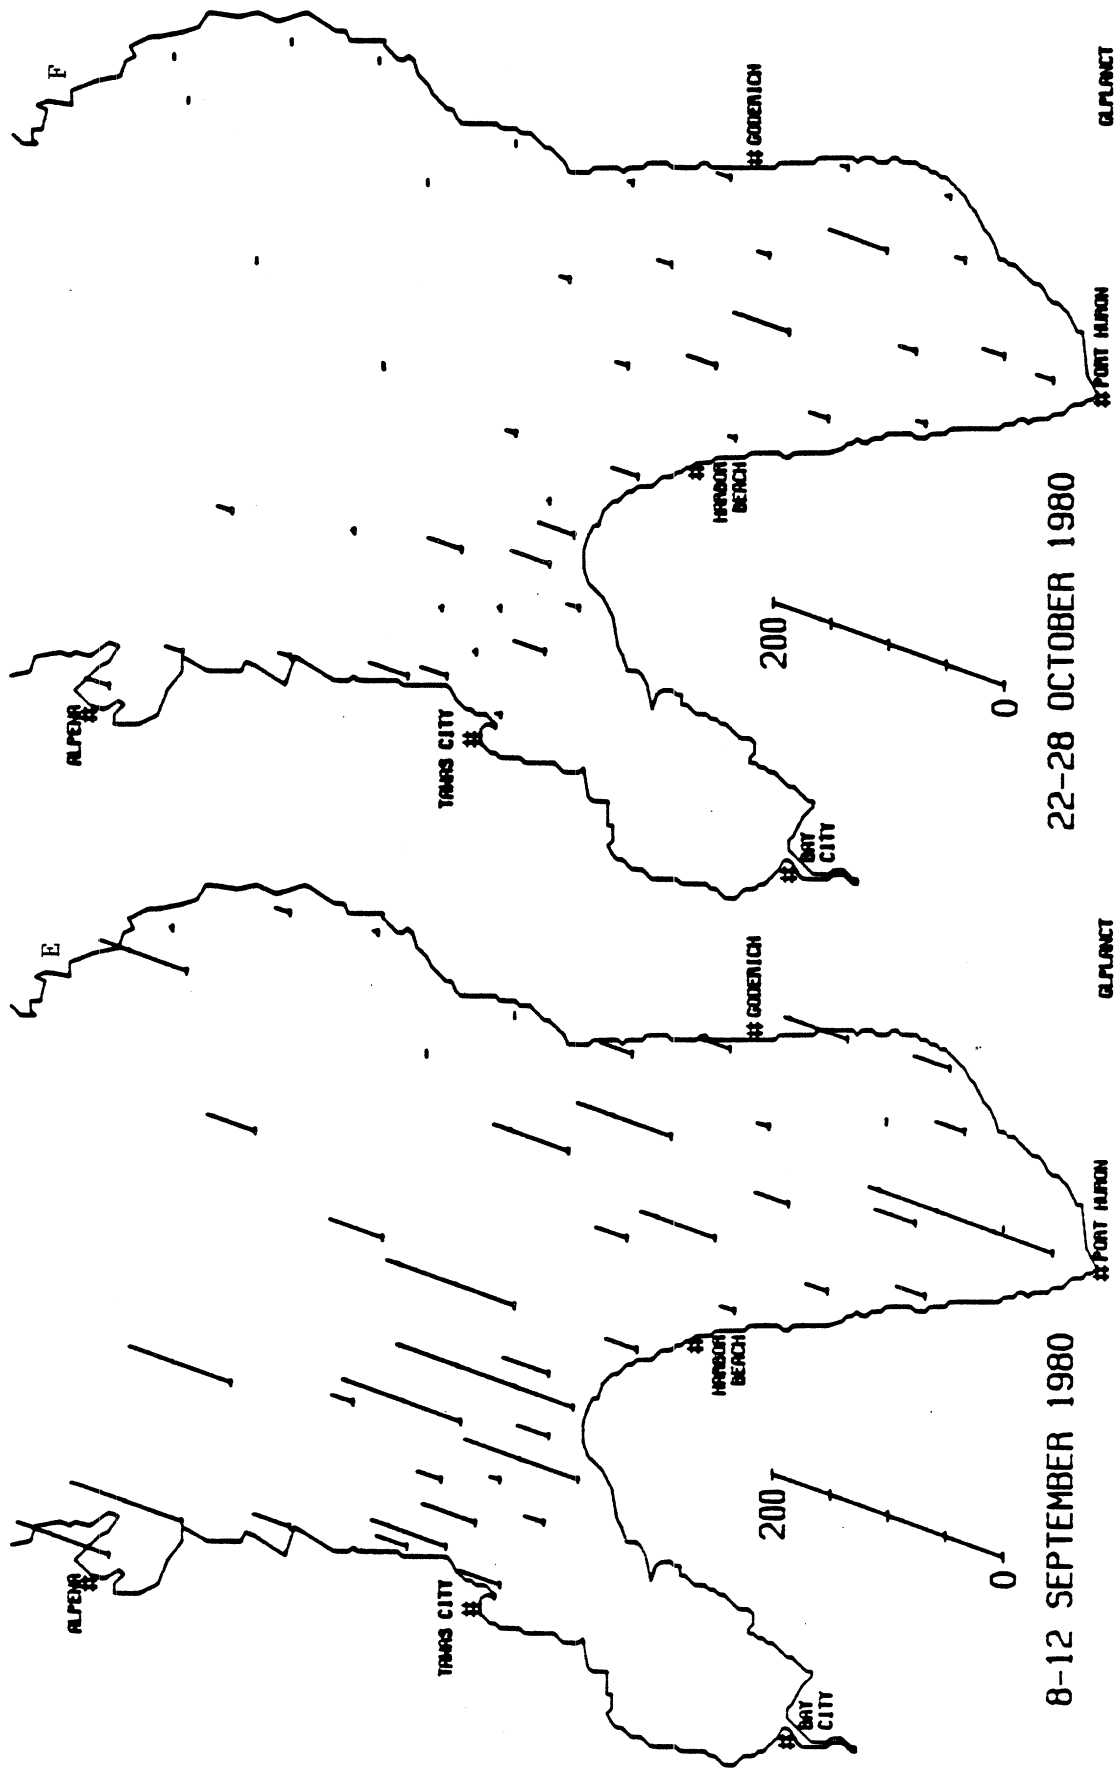 E
ALPENA
#
TAWAS CITY
#
#
HARBOR
BEACH
# GODERICH
#
BAY
CITY
# PORT HURON
200
0
8-12 SEPTEMBER 1980
GLPLANCT
F
ALPENA
#
TAWAS CITY
#
#
HARBOR
BEACH
# GODERICH
#
BAY
CITY
# PORT HURON
200
0
22-28 OCTOBER 1980
GLPLANCT